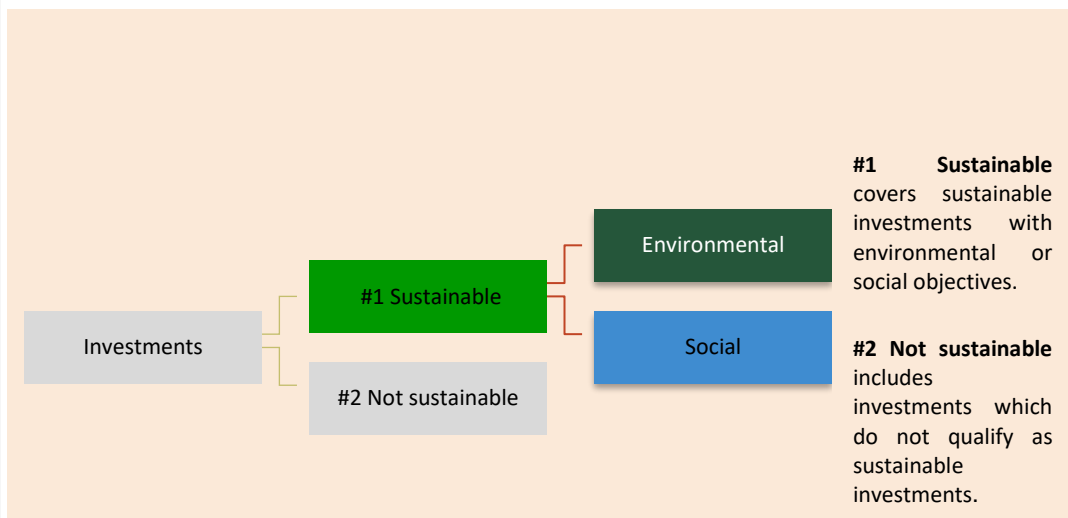 Investments
#1 Sustainable
#2 Not sustainable
Environmental
Social
#1 Sustainable
covers sustainable
investments with
environmental or
social objectives.
#2 Not sustainable
includes
investments which
do not qualify as
sustainable
investments.